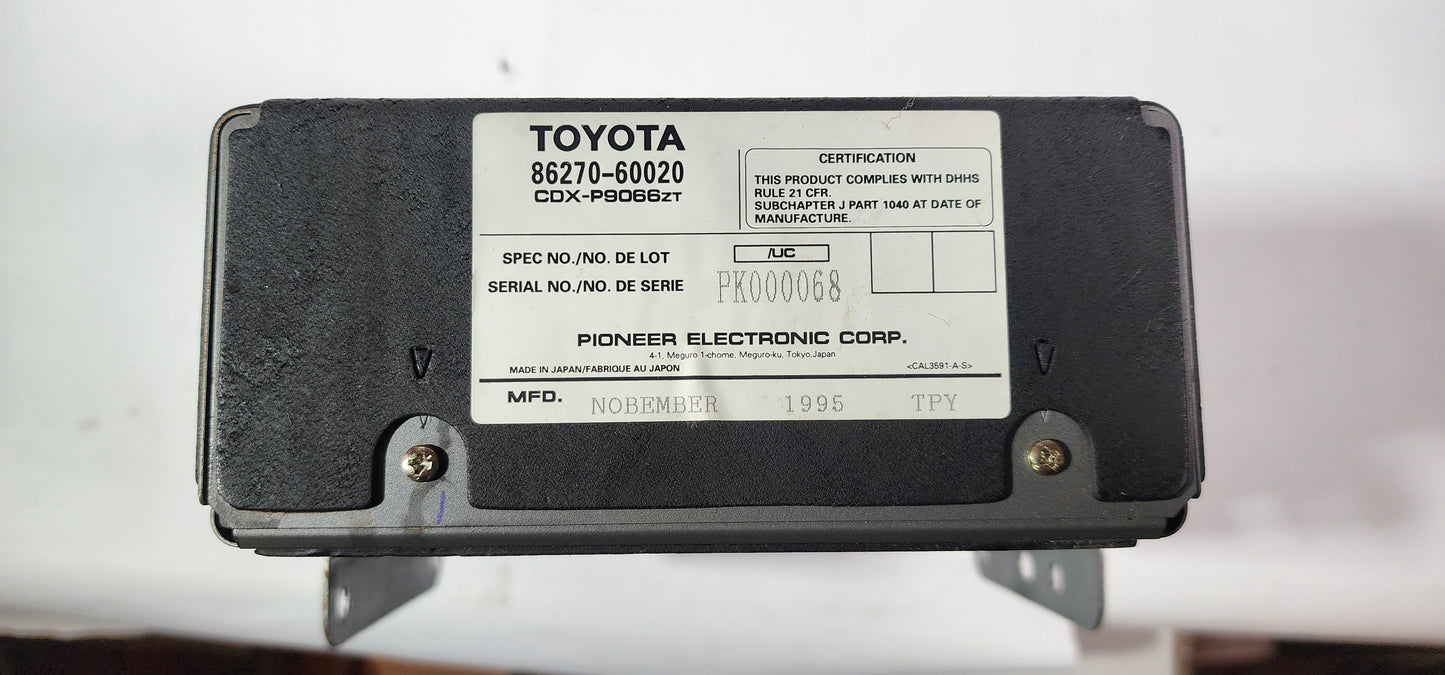 TOYOTA
86270-60020
CDX-P9066ZT
CERTIFICATION
THIS PRODUCT COMPLIES WITH DHHS
RULE 21 CFR.
SUBCHAPTER J PART 1040 AT DATE OF
MANUFACTURE.
SPEC NO./NO. DE LOT /UC
SERIAL NO./NO. DE SERIE PK000068
PIONEER ELECTRONIC CORP.
4-1, Meguro 1-chome, Meguro-ku, Tokyo,Japan
MADE IN JAPAN/FABRIQUE AU JAPON <CAL3591-A-S>
MFD. NOBEMBER 1995 TPY